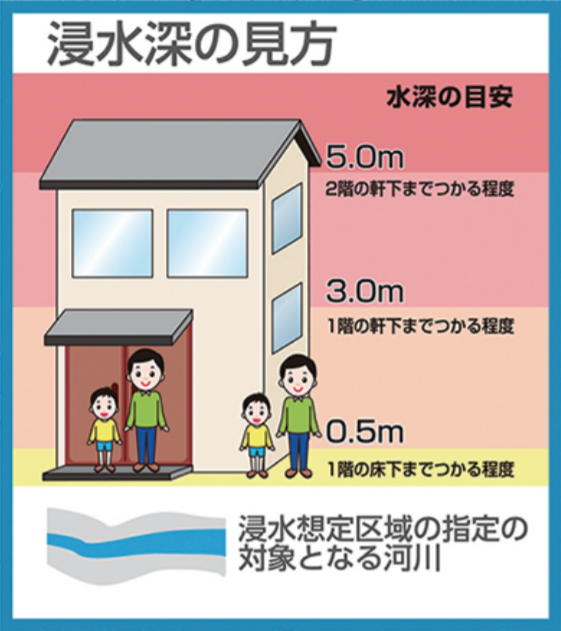 浸水深の見方
水深の目安
5.0m
2階の軒下までつかる程度
3.0m
1階の軒下までつかる程度
0.5m
1階の床下までつかる程度
浸水想定区域の指定の
対象となる河川